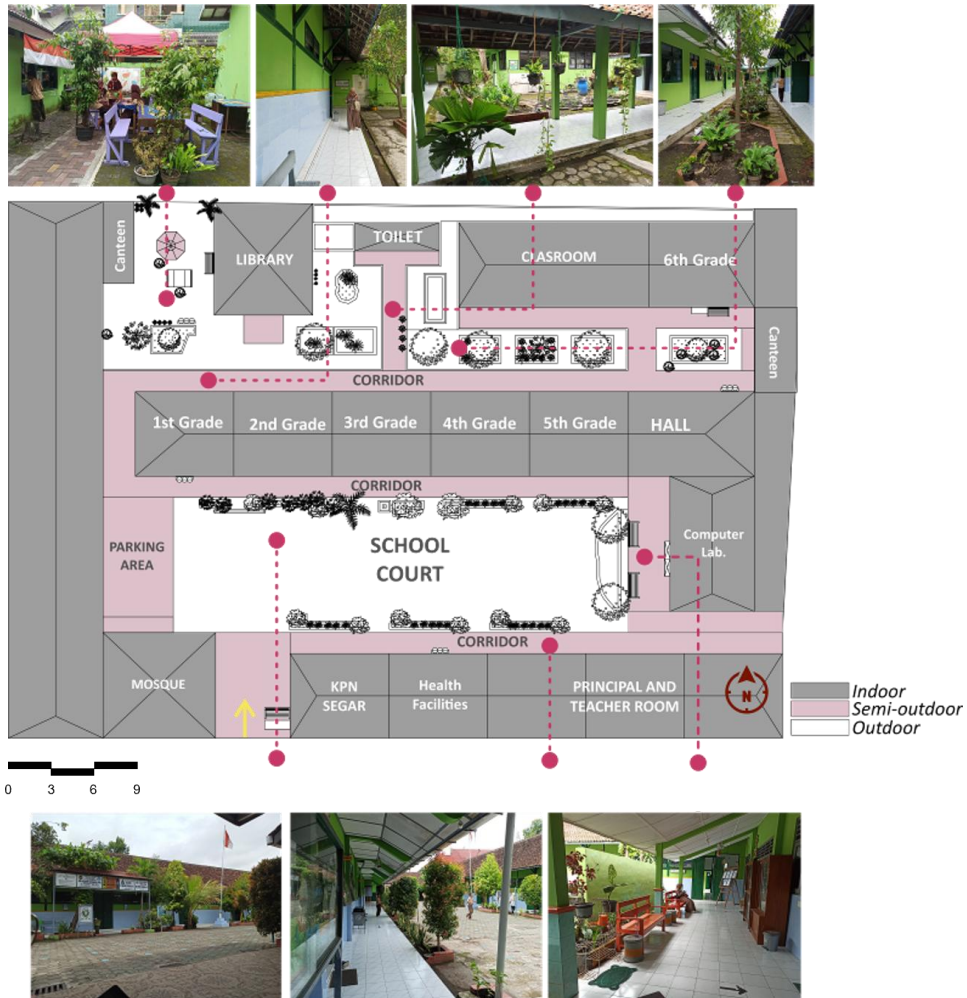 Canteen
LIBRARY
TOILET
CLASROOM
6th Grade
Canteen
CORRIDOR
1st Grade
2nd Grade
3rd Grade
4th Grade
5th Grade
HALL
CORRIDOR
PARKING
AREA
SCHOOL
COURT
Computer
Lab.
CORRIDOR
MOSQUE
KPN
SEGAR
Health
Facilities
PRINCIPAL AND
TEACHER ROOM
N
Indoor
Semi-outdoor
Outdoor
0 3 6 9